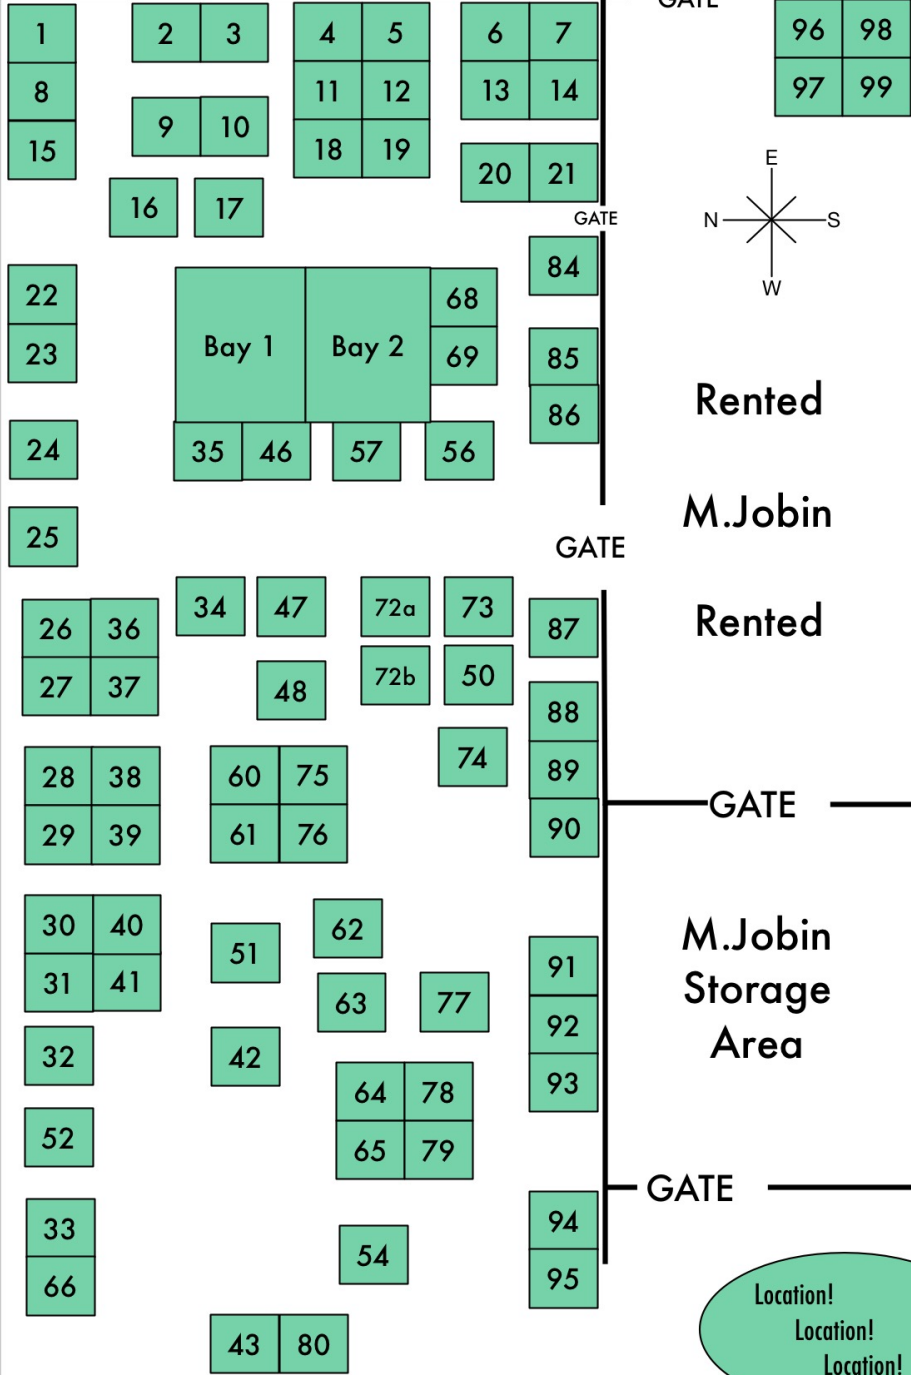 GATE
1 2 3 4 5 6 7 96 98
8 11 12 13 14 97 99
9 10
15 18 19
20 21
16 17
E
N S
W
GATE
84
22 68
Bay 1 Bay 2
23 69 85
Rented
86
24 35 46 57 56
M.Jobin
25
GATE
34 47 72a 73
26 36 87 Rented
27 37 48 72b 50
88
74
28 38 60 75 89
GATE
29 39 61 76 90
30 40 62
M.Jobin
51 91
31 41 63 77
Storage
92
Area
32 42
64 78 93
52 65 79
GATE
33 94
54
66 95
Location!
Location!
43 80
Location!